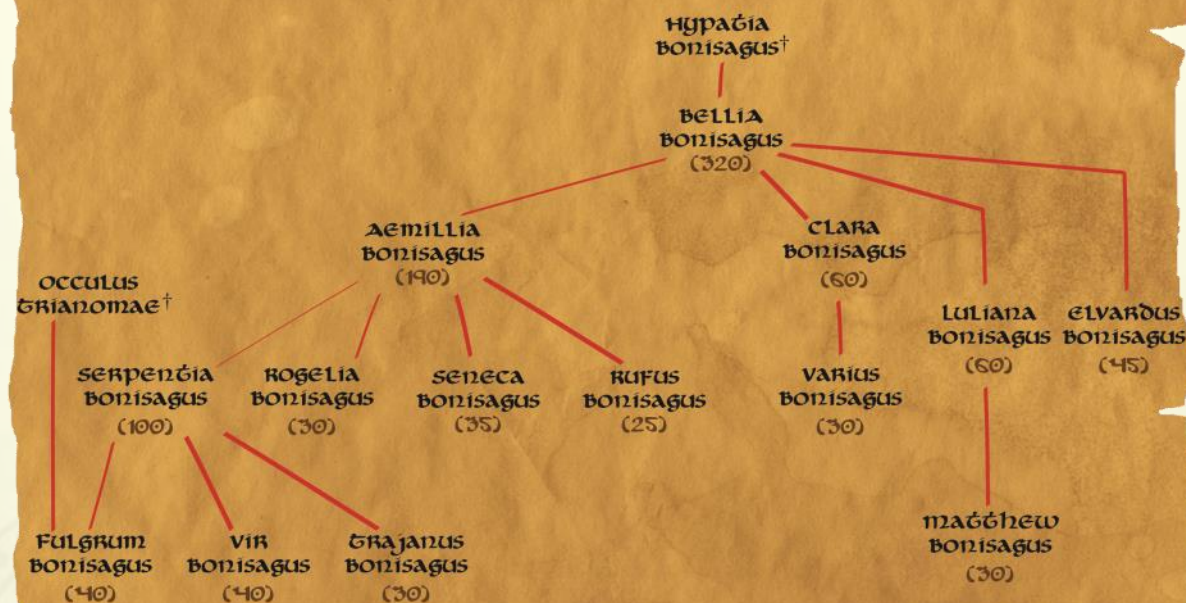 Hypatia
Bonisagus†
Bellia
Bonisagus
(320)
Aemillia
Bonisagus
(190)
Clara
Bonisagus
(60)
Occulus
Trianomae†
Luliana
Bonisagus
(60)
Elvardus
Bonisagus
(45)
Serpentia
Bonisagus
(100)
Rogelia
Bonisagus
(30)
Seneca
Bonisagus
(35)
Rufus
Bonisagus
(25)
Varius
Bonisagus
(30)
Fulgrum
Bonisagus
(40)
Vir
Bonisagus
(40)
Trajanus
Bonisagus
(30)
Matthew
Bonisagus
(30)